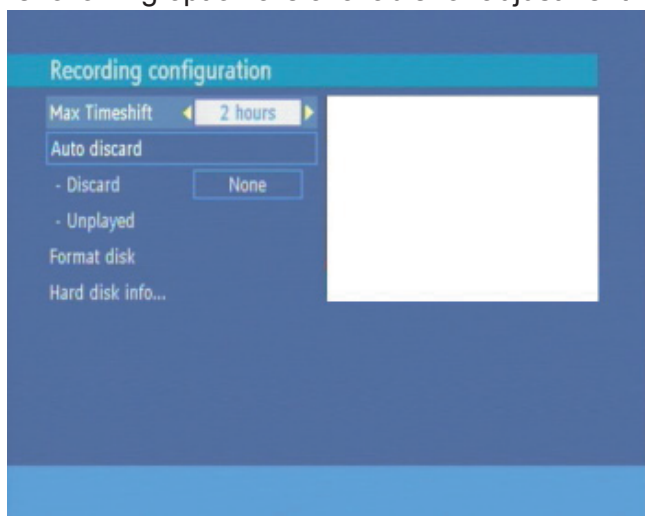 Recording configuration
Max Timeshift 2 hours
Auto discard
- Discard None
- Unplayed
Format disk
Hard disk info...